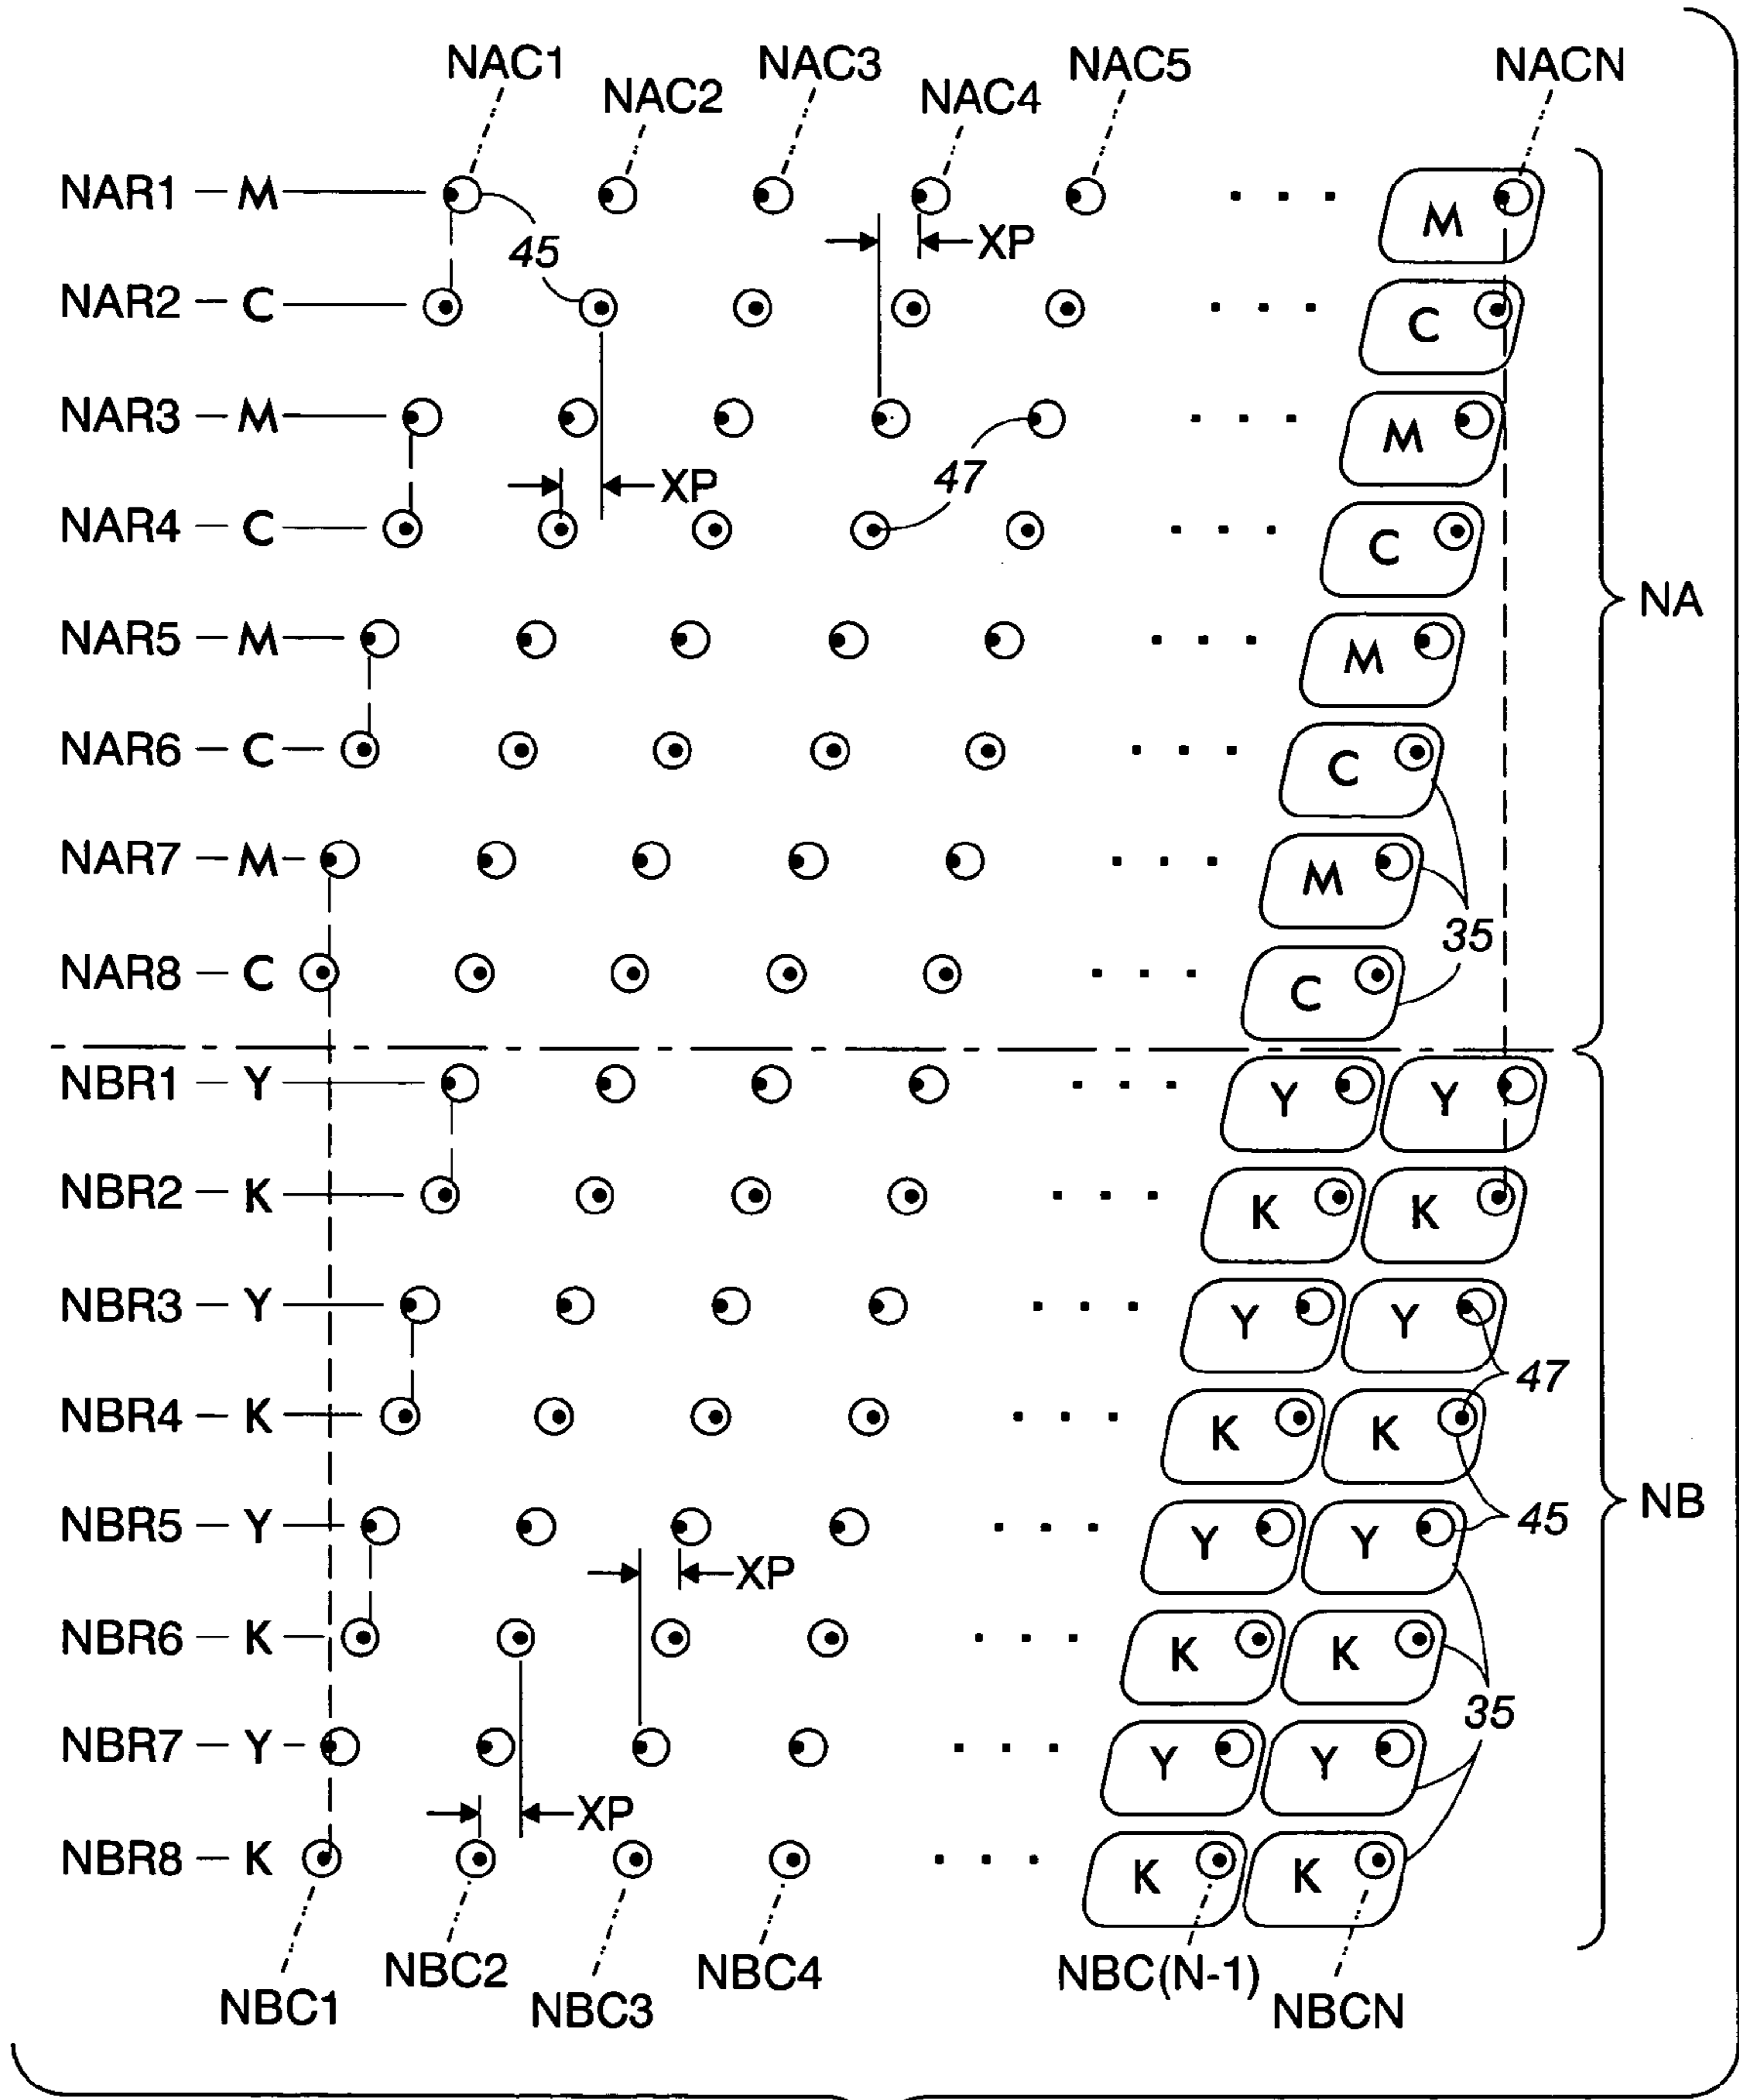 NAC1 NAC2 NAC3 NAC4 NAC5 NACN
NAR1 – M M
45 XP
NAR2 – C C
NAR3 – M M
XP 47
NAR4 – C C
NA
NAR5 – M M
NAR6 – C C
NAR7 – M M
35
NAR8 – C C
NBR1 – Y Y Y
NBR2 – K K K
NBR3 – Y Y Y
47
NBR4 – K K K
NB
45
NBR5 – Y Y Y
XP
NBR6 – K K K
35
NBR7 – Y Y Y
XP
NBR8 – K K K
NBC1 NBC2 NBC3 NBC4 NBC(N-1) NBCN